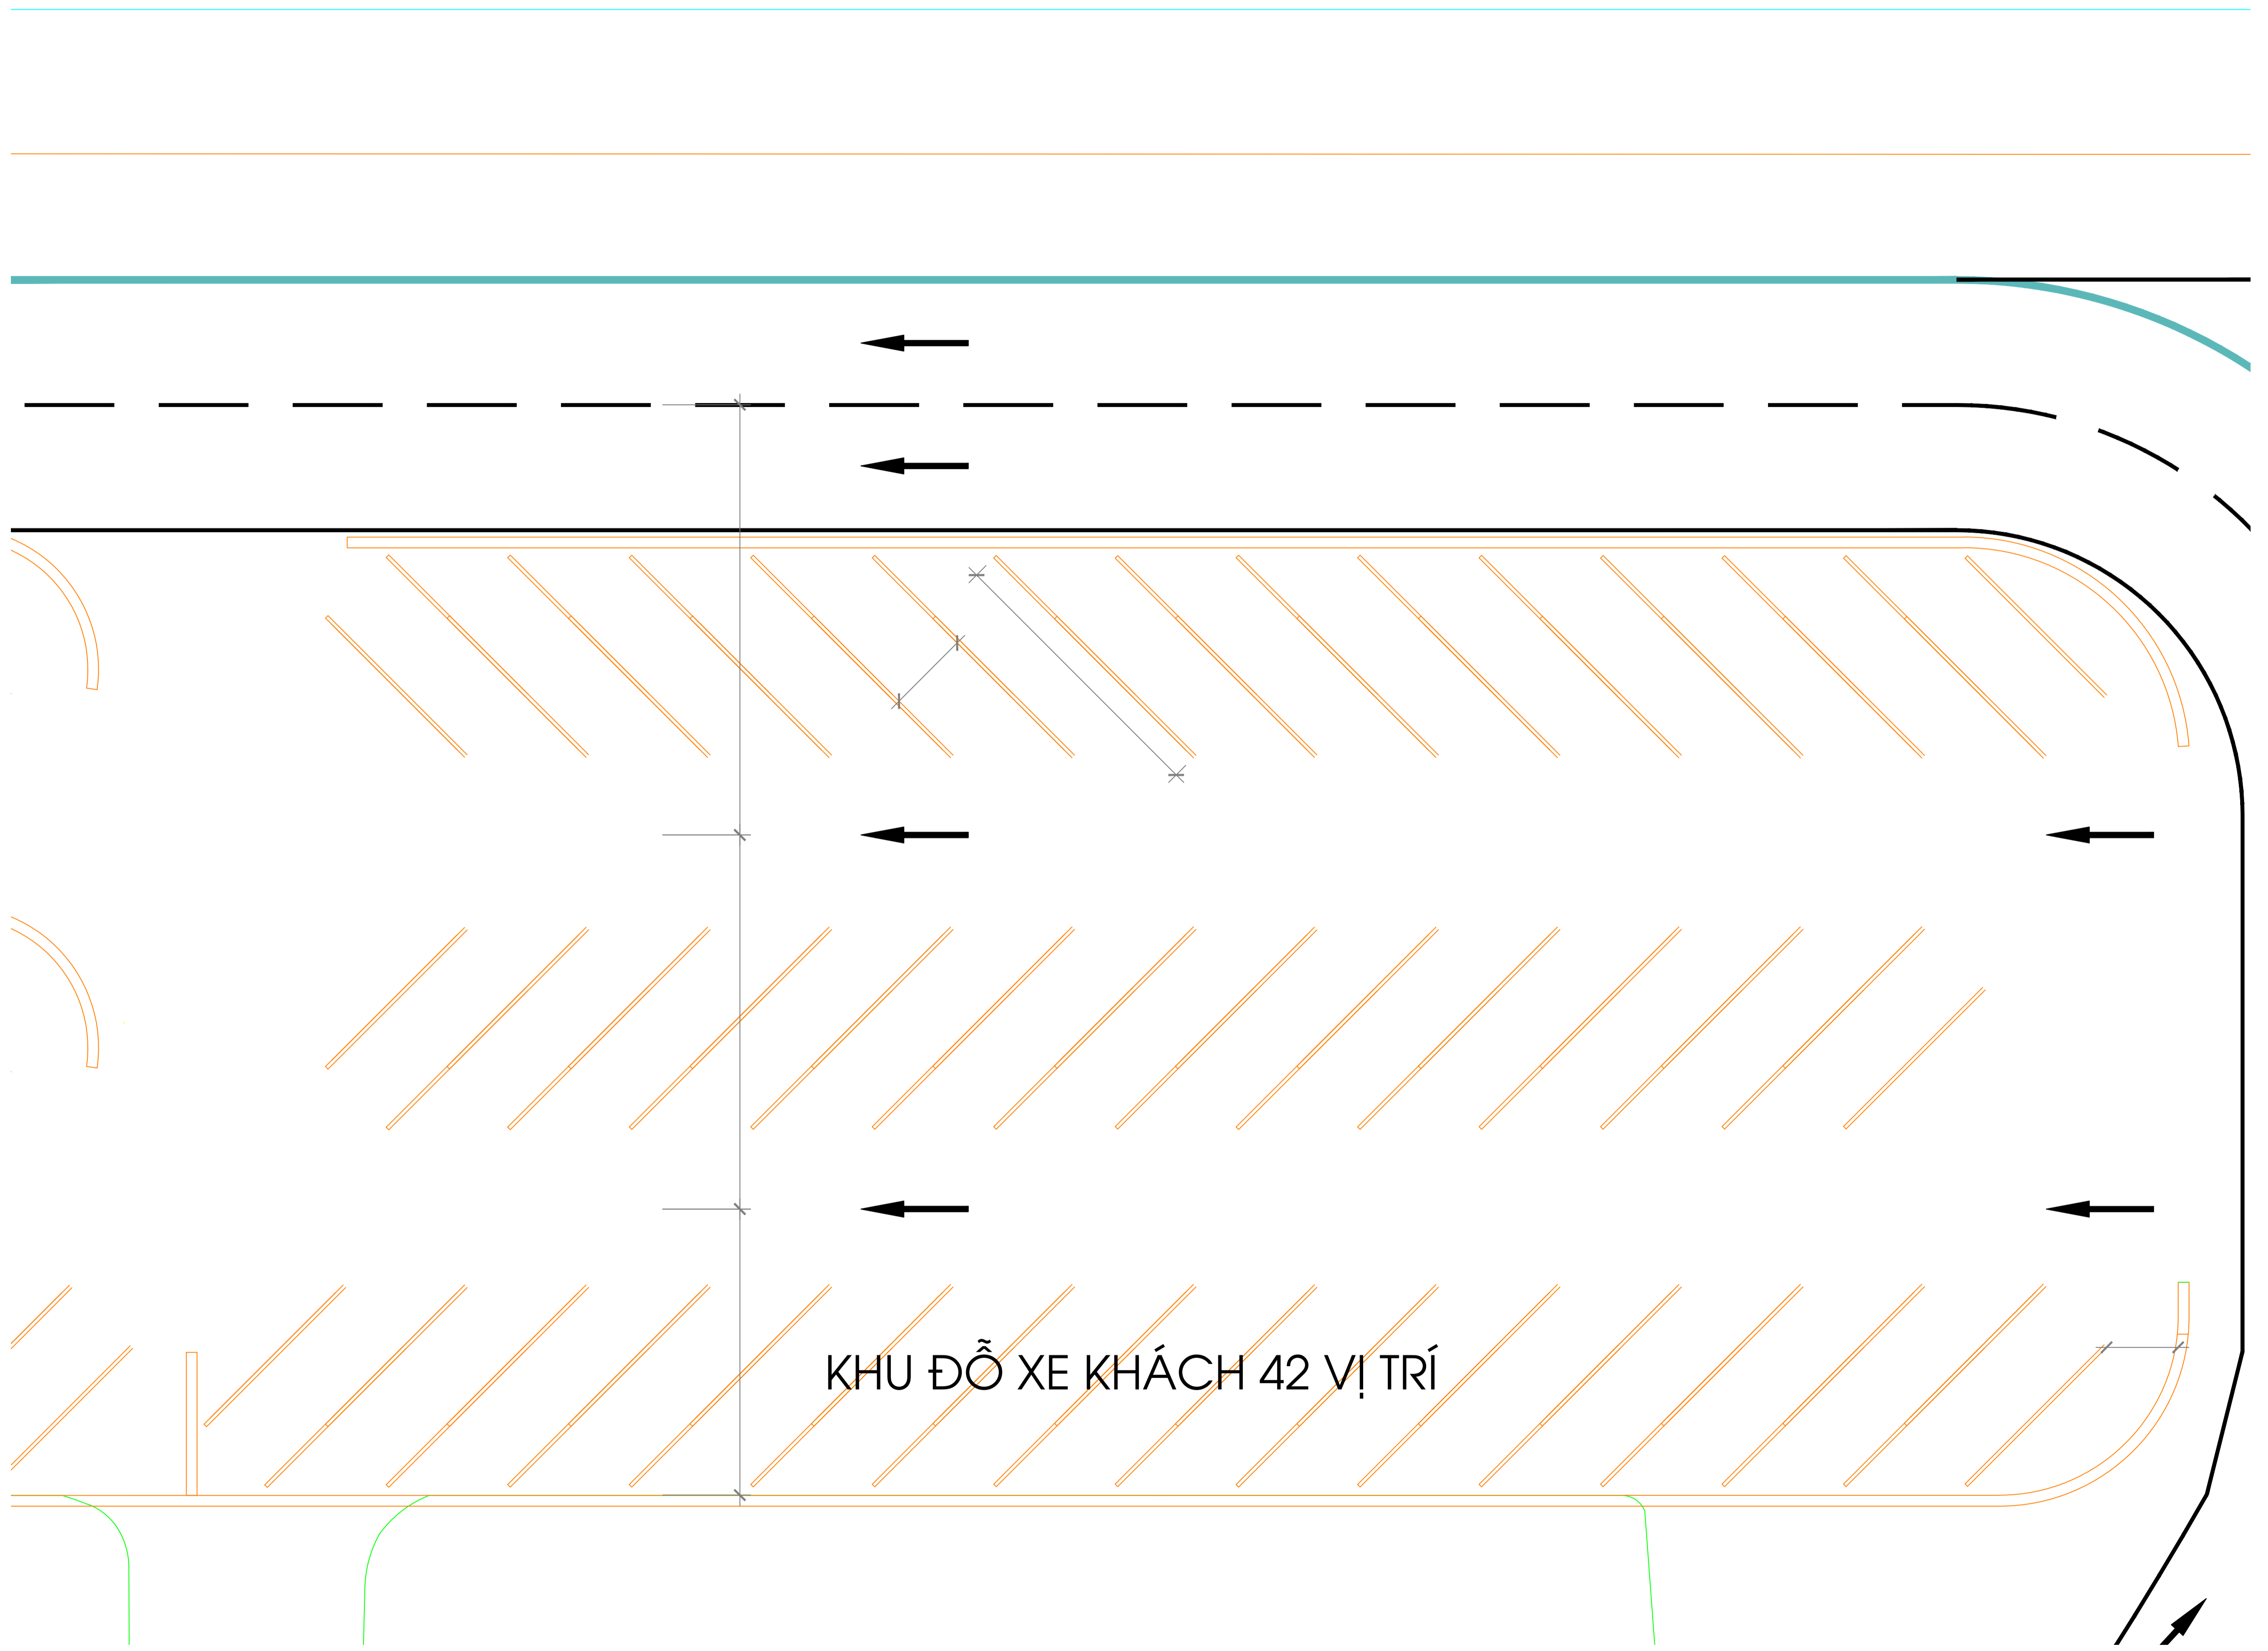 KHU ĐỖ XE KHÁCH 42 VỊ TRÍ